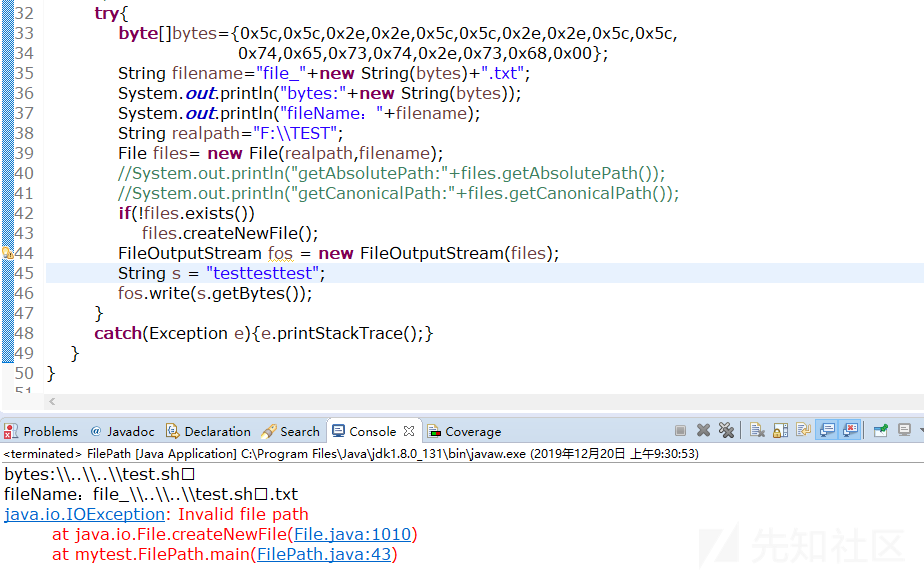 32 try{
33 byte[]bytes={0x5c,0x5c,0x2e,0x2e,0x5c,0x5c,0x2e,0x2e,0x5c,0x5c,
34 0x74,0x65,0x73,0x74,0x2e,0x73,0x68,0x00};
35 String filename="file_"+new String(bytes)+".txt";
36 System.out.println("bytes:"+new String(bytes));
37 System.out.println("fileName："+filename);
38 String realpath="F:\\TEST";
39 File files= new File(realpath,filename);
40 //System.out.println("getAbsolutePath:"+files.getAbsolutePath());
41 //System.out.println("getCanonicalPath:"+files.getCanonicalPath());
42 if(!files.exists())
43 files.createNewFile();
44 FileOutputStream fos = new FileOutputStream(files);
45 String s = "testtesttest";
46 fos.write(s.getBytes());
47 }
48 catch(Exception e){e.printStackTrace();}
49 }
50 }
51
Problems @ Javadoc Declaration Search Console Coverage
<terminated> FilePath [Java Application] C:\Program Files\Java\jdk1.8.0_131\bin\javaw.exe (2019年12月20日 上午9:30:53)
bytes:\\..\\..\\test.sh□
fileName：file_\\..\\..\\test.sh□.txt
java.io.IOException: Invalid file path
at java.io.File.createNewFile(File.java:1010)
at mytest.FilePath.main(FilePath.java:43)
先知社区